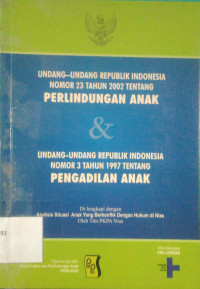 UNDANG-UNDANG REPUBLIK INDONESIA
NOMOR 23 TAHUN 2002 TENTANG
PERLINDUNGAN ANAK
&
UNDANG-UNDANG REPUBLIK INDONESIA
NOMOR 3 TAHUN 1997 TENTANG
PENGADILAN ANAK
Di lengkapi dengan
Analisis Situasi Anak Yang Berkonflik Dengan Hukum di Nias
Oleh Tim PKPA Nias